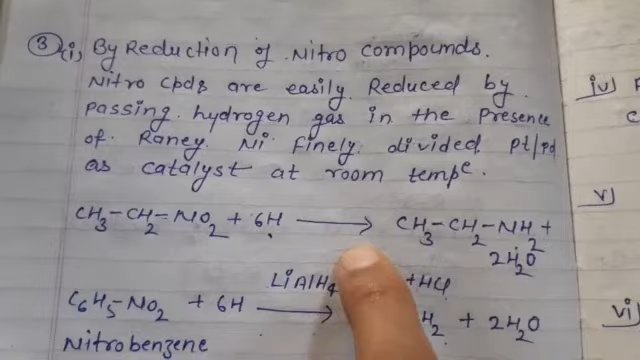 ③(i) By Reduction of Nitro compounds.
Nitro cpds are easily Reduced by
passing hydrogen gas in the presence
of Raney Ni finely divided pt/pd
as catalyst at room tempᵉ.
CH₃-CH₂-NO₂ + 6H ⟶ CH₃-CH₂-NH₂ +
2H₂O
LiAlH₄ +HCl
C₆H₅-NO₂ + 6H ⟶ H₂ + 2H₂O
Nitrobenzene
iv)
v)
vi)